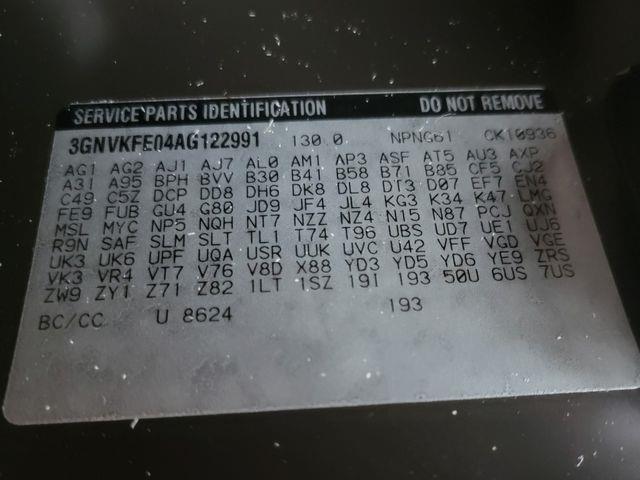 SERVICE PARTS IDENTIFICATION DO NOT REMOVE
3GNVKFE04AG122991 130.0 NPNG61 CK10936
AG1 AG2 AJ1 AJ7 AL0 AM1 AP3 ASF AT5 AU3 AXP
A31 A95 BPH BVV B30 B41 B58 B71 B85 CF5 CJ2
C49 C5Z DCP DD8 DH6 DK8 DL8 DT3 D07 EF7 EN4
FE9 FUB GU4 G80 JD9 JF4 JL4 KG3 K34 K47 LMG
MSL MYC NP5 NQH NT7 NZZ NZ4 N15 N87 PCJ QXN
R9N SAF SLM SLT TL1 T74 T96 UBS UD7 UE1 UJ6
UK3 UK6 UPF UQA USR UUK UVC U42 VFF VGD VGE
VK3 VR4 VT7 V76 V8D X88 YD3 YD5 YD6 YE9 ZRS
ZW9 ZY1 Z71 Z82 1LT 1SZ 191 193 50U 6US 7US
BC/CC U 8624 193